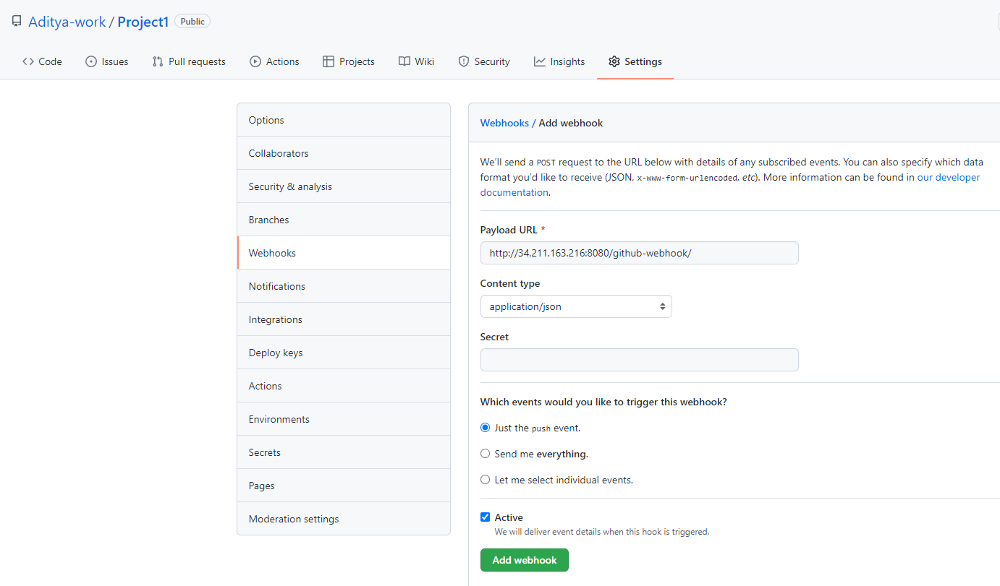 Aditya-work / Project1 Public
Code Issues Pull requests Actions Projects Wiki Security Insights Settings
Options
Collaborators
Security & analysis
Branches
Webhooks
Notifications
Integrations
Deploy keys
Actions
Environments
Secrets
Pages
Moderation settings
Webhooks / Add webhook
We'll send a POST request to the URL below with details of any subscribed events. You can also specify which data
format you'd like to receive (JSON, x-www-form-urlencoded, etc). More information can be found in our developer
documentation.
Payload URL *
http://34.211.163.216:8080/github-webhook/
Content type
application/json
Secret
Which events would you like to trigger this webhook?
Just the push event.
Send me everything.
Let me select individual events.
Active
We will deliver event details when this hook is triggered.
Add webhook